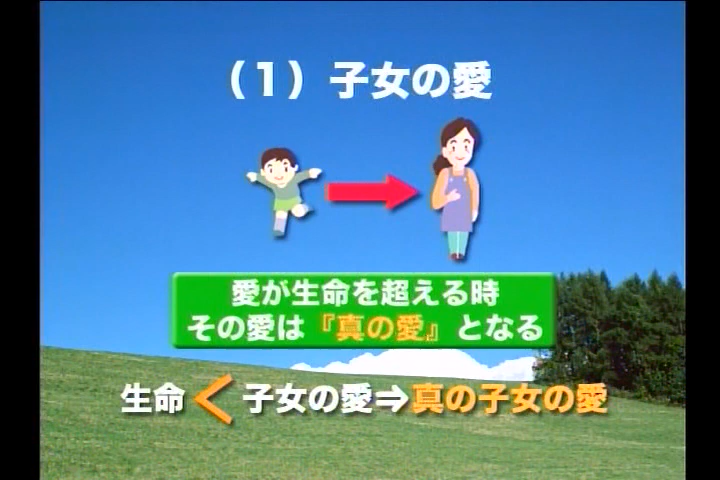 （1）子女の愛
愛が生命を超える時
その愛は『真の愛』となる
生命＜子女の愛⇒真の子女の愛